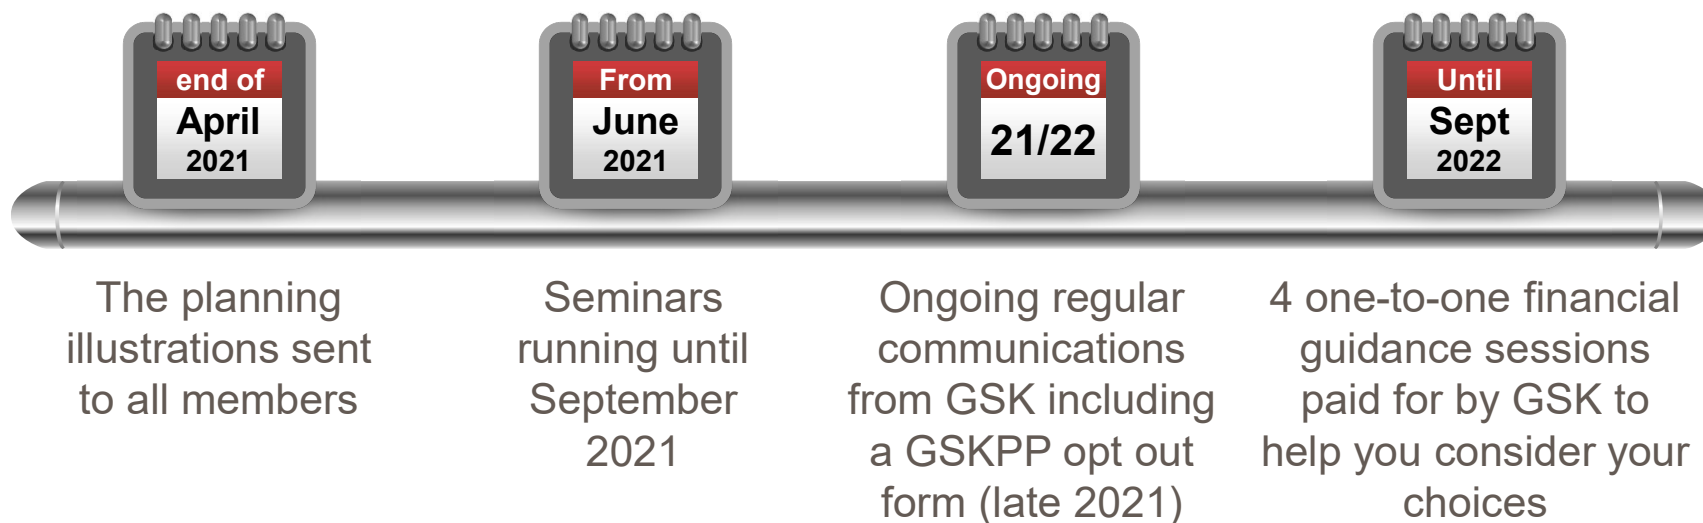 end of
April
2021
The planning
illustrations sent
to all members
From
June
2021
Seminars
running until
September
2021
Ongoing
21/22
Ongoing regular
communications
from GSK including
a GSKPP opt out
form (late 2021)
Until
Sept
2022
4 one-to-one financial
guidance sessions
paid for by GSK to
help you consider your
choices